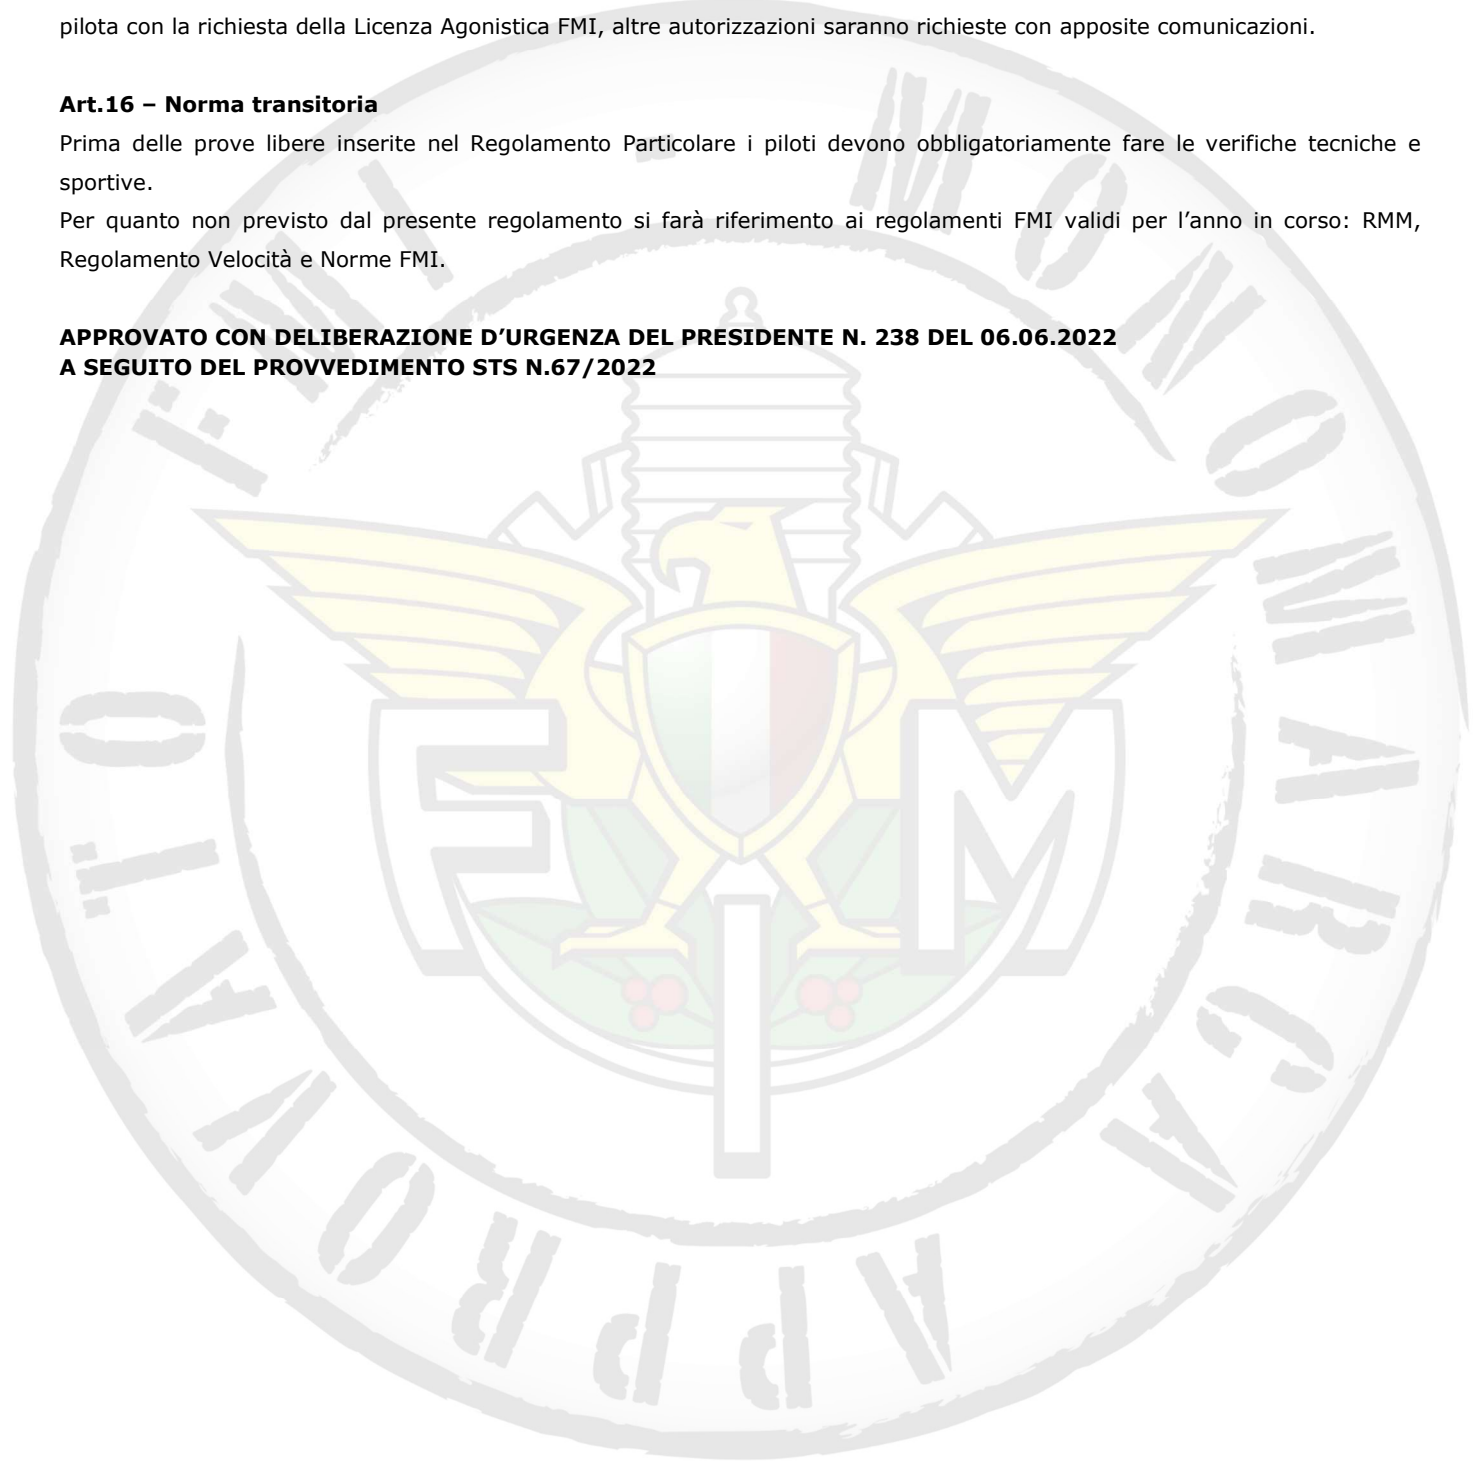 pilota con la richiesta della Licenza Agonistica FMI, altre autorizzazioni saranno richieste con apposite comunicazioni.
Art.16 – Norma transitoria
Prima delle prove libere inserite nel Regolamento Particolare i piloti devono obbligatoriamente fare le verifiche tecniche e
sportive.
Per quanto non previsto dal presente regolamento si farà riferimento ai regolamenti FMI validi per l’anno in corso: RMM,
Regolamento Velocità e Norme FMI.
APPROVATO CON DELIBERAZIONE D’URGENZA DEL PRESIDENTE N. 238 DEL 06.06.2022
A SEGUITO DEL PROVVEDIMENTO STS N.67/2022
FMI - MONOMARCA APPROVATO
FMI